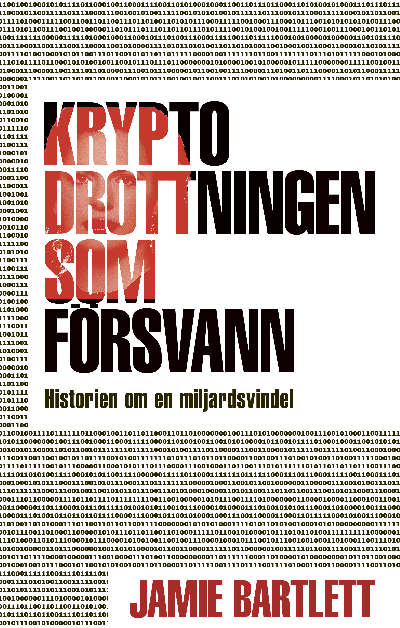 KRYPTO
DROTTNINGEN
SOM
FÖRSVANN
Historien om en miljardsvindel
JAMIE BARTLETT